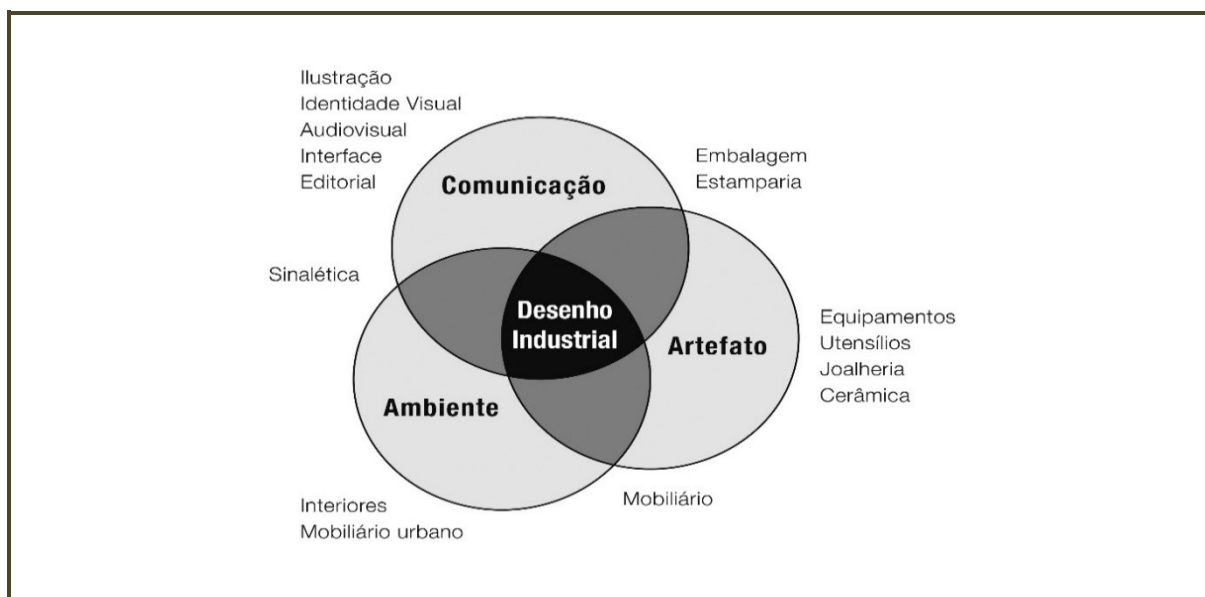 Ilustração
Identidade Visual
Audiovisual
Interface
Editorial
Comunicação
Embalagem
Estamparia
Sinalética
Desenho
Industrial
Artefato
Equipamentos
Utensílios
Joalheria
Cerâmica
Ambiente
Interiores
Mobiliário urbano
Mobiliário